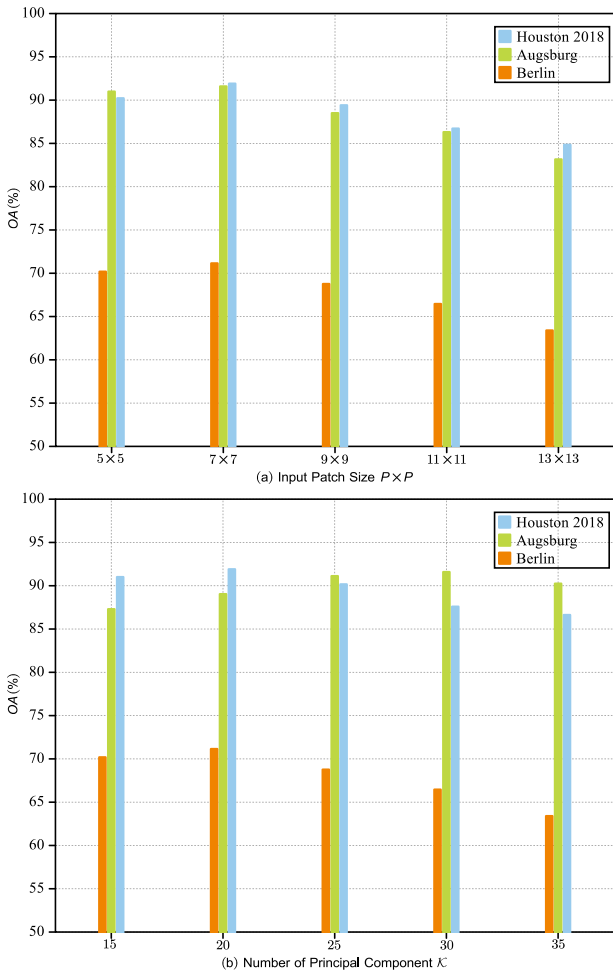 100
95
90
85
80
75
70
65
60
55
50
OA(%)
Houston 2018
Augsburg
Berlin
5×5 7×7 9×9 11×11 13×13
(a) Input Patch Size P×P
100
95
90
85
80
75
70
65
60
55
50
OA(%)
Houston 2018
Augsburg
Berlin
15 20 25 30 35
(b) Number of Principal Component 𝒦